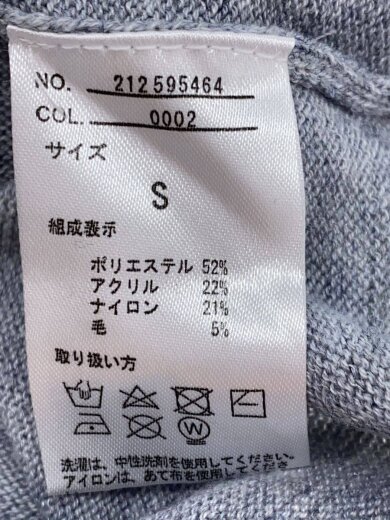 NO. 212595464
COL. 0002
サイズ
S
組成表示
ポリエステル 52%
アクリル 22%
ナイロン 21%
毛 5%
取り扱い方
W
洗濯は、中性洗剤を使用してください。
アイロンは、あて布を使用してください。